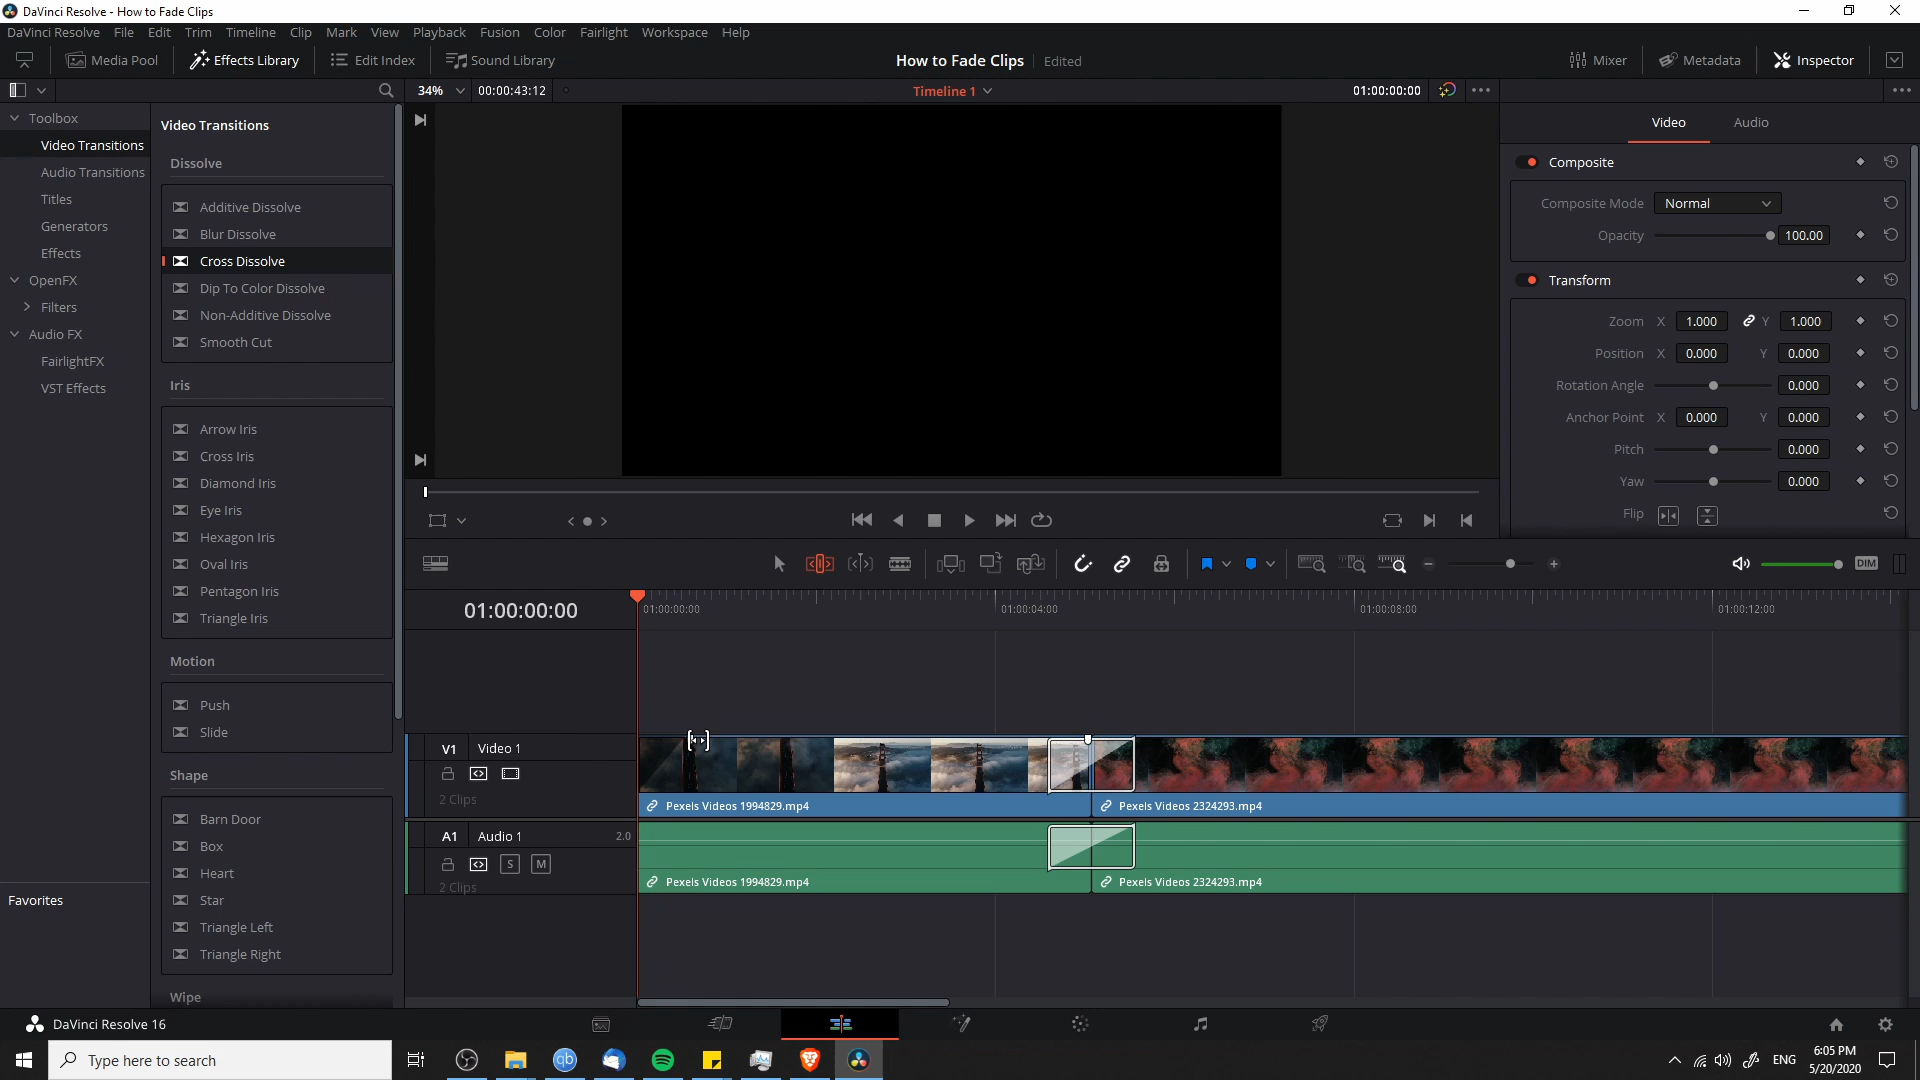 DaVinci Resolve - How to Fade Clips
DaVinci Resolve File Edit Trim Timeline Clip Mark View Playback Fusion Color Fairlight Workspace Help
Media Pool Effects Library Edit Index Sound Library How to Fade Clips Edited Mixer Metadata Inspector
34% 00:00:43:12 Timeline 1 01:00:00:00
Toolbox
Video Transitions
Audio Transitions
Titles
Generators
Effects
OpenFX
Filters
Audio FX
FairlightFX
VST Effects
Favorites
Video Transitions
Dissolve
Additive Dissolve
Blur Dissolve
Cross Dissolve
Dip To Color Dissolve
Non-Additive Dissolve
Smooth Cut
Iris
Arrow Iris
Cross Iris
Diamond Iris
Eye Iris
Hexagon Iris
Oval Iris
Pentagon Iris
Triangle Iris
Motion
Push
Slide
Shape
Barn Door
Box
Heart
Star
Triangle Left
Triangle Right
Wipe
Video Audio
Composite
Composite Mode Normal
Opacity 100.00
Transform
Zoom X 1.000 Y 1.000
Position X 0.000 Y 0.000
Rotation Angle 0.000
Anchor Point X 0.000 Y 0.000
Pitch 0.000
Yaw 0.000
Flip
DIM
01:00:00:00 01:00:00:00 01:00:04:00 01:00:08:00 01:00:12:00
V1 Video 1
2 Clips
Pexels Videos 1994829.mp4 Pexels Videos 2324293.mp4
A1 Audio 1 2.0
S M
2 Clips
Pexels Videos 1994829.mp4 Pexels Videos 2324293.mp4
DaVinci Resolve 16
Type here to search
qb
ENG
6:05 PM
5/20/2020